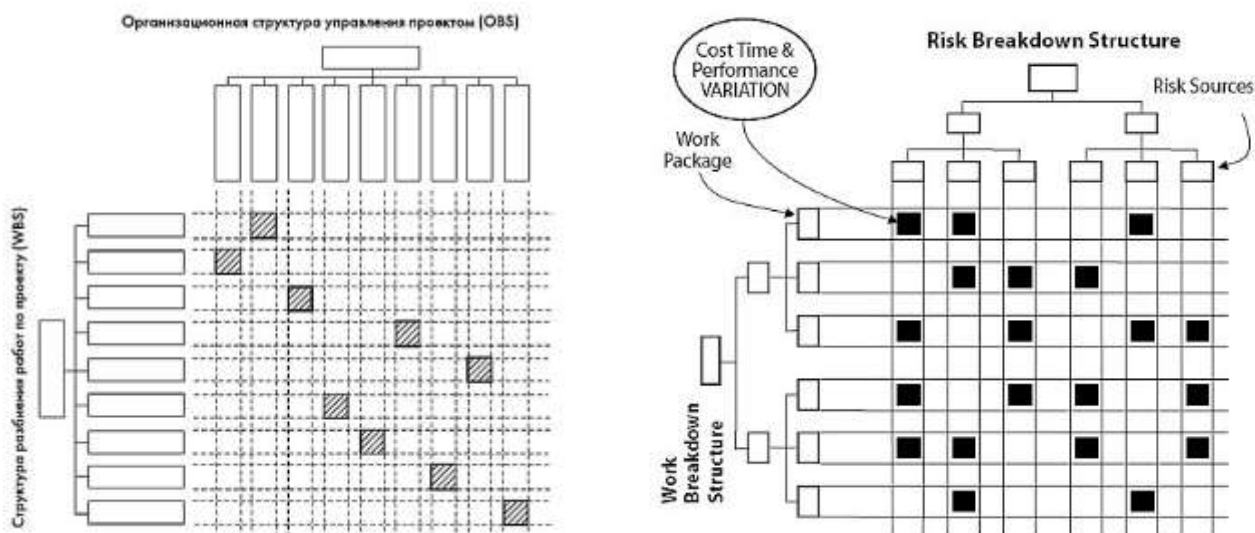 Организационная структура управления проектом (OBS)
Структура разбиения работ по проекту (WBS)
Cost Time &
Performance
VARIATION
Risk Breakdown Structure
Risk Sources
Work
Package
Work
Breakdown
Structure